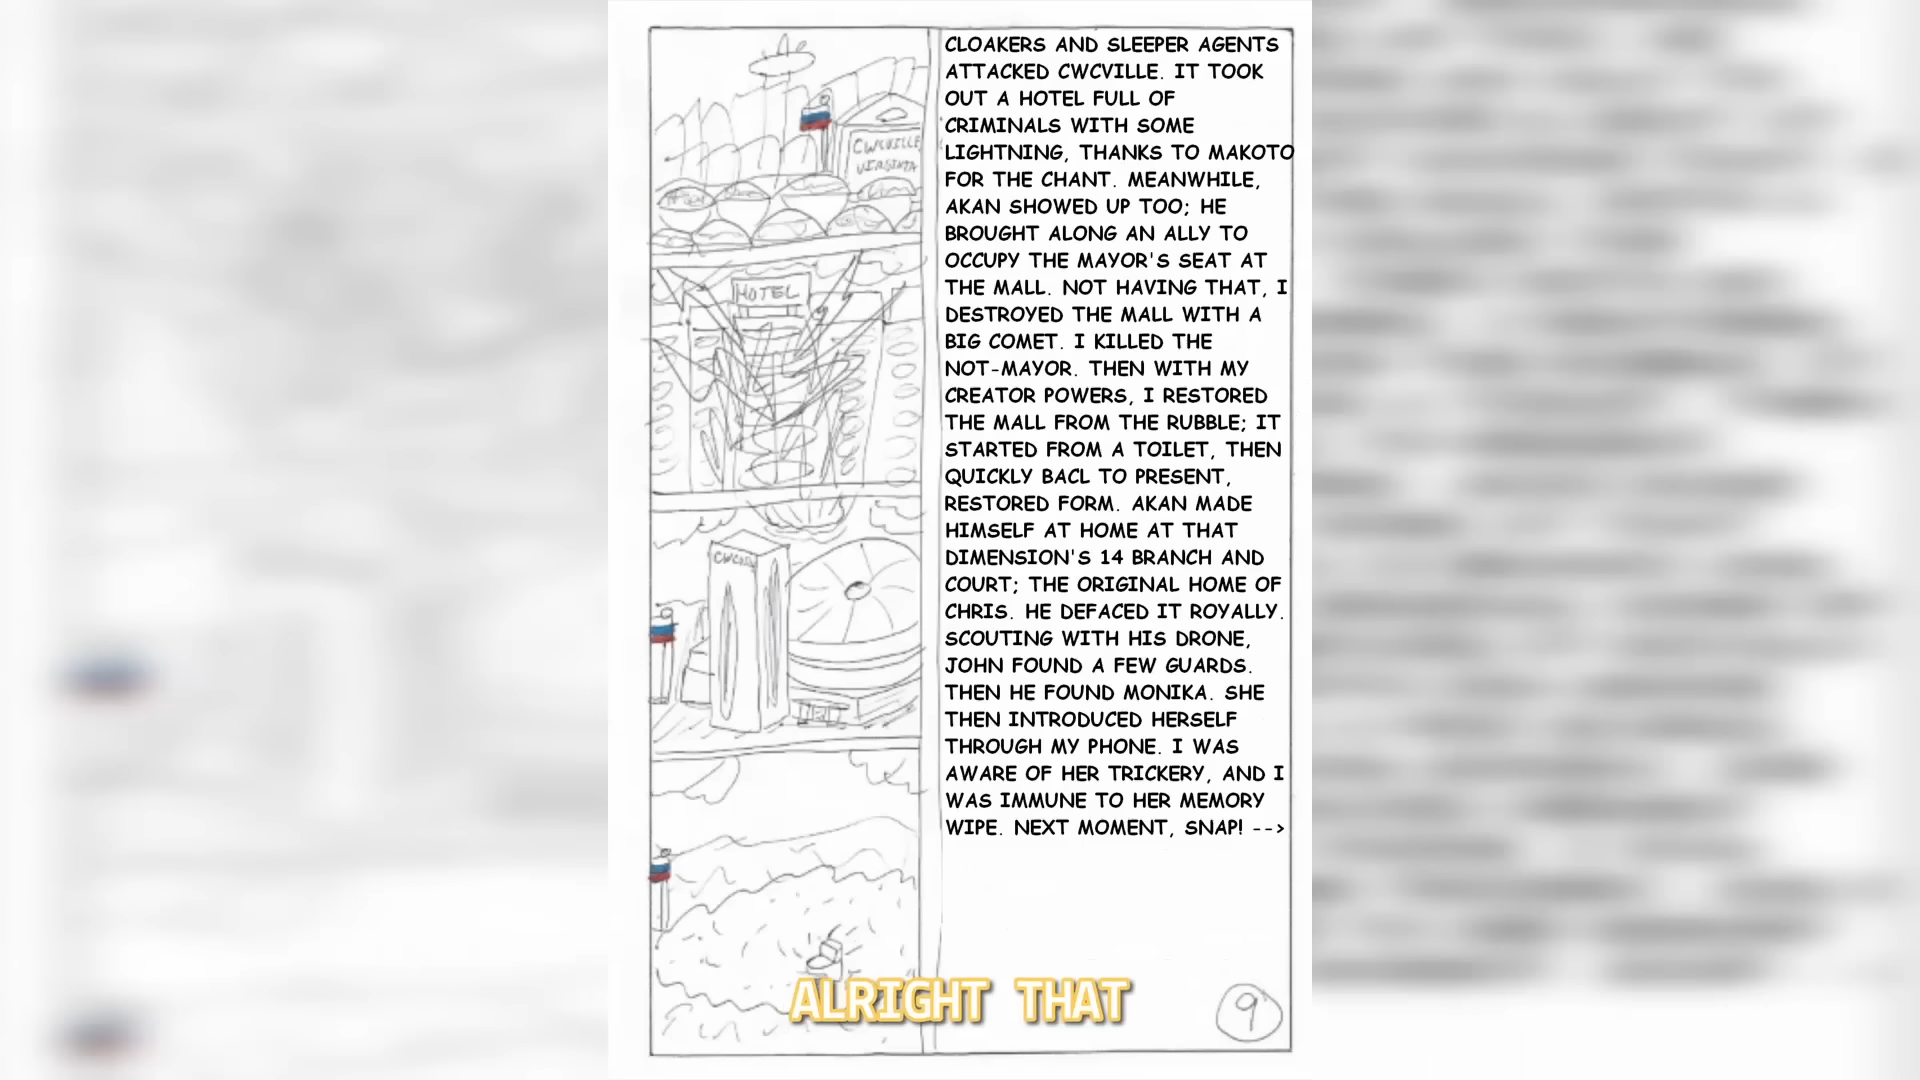 CWCVILLE
VIRGINIA
HOTEL
CLOAKERS AND SLEEPER AGENTS
ATTACKED CWCVILLE. IT TOOK
OUT A HOTEL FULL OF
CRIMINALS WITH SOME
LIGHTNING, THANKS TO MAKOTO
FOR THE CHANT. MEANWHILE,
AKAN SHOWED UP TOO; HE
BROUGHT ALONG AN ALLY TO
OCCUPY THE MAYOR'S SEAT AT
THE MALL. NOT HAVING THAT, I
DESTROYED THE MALL WITH A
BIG COMET. I KILLED THE
NOT-MAYOR. THEN WITH MY
CREATOR POWERS, I RESTORED
THE MALL FROM THE RUBBLE; IT
STARTED FROM A TOILET, THEN
QUICKLY BACL TO PRESENT,
RESTORED FORM. AKAN MADE
HIMSELF AT HOME AT THAT
DIMENSION'S 14 BRANCH AND
COURT; THE ORIGINAL HOME OF
CHRIS. HE DEFACED IT ROYALLY.
SCOUTING WITH HIS DRONE,
JOHN FOUND A FEW GUARDS.
THEN HE FOUND MONIKA. SHE
THEN INTRODUCED HERSELF
THROUGH MY PHONE. I WAS
AWARE OF HER TRICKERY, AND I
WAS IMMUNE TO HER MEMORY
WIPE. NEXT MOMENT, SNAP! -->
ALRIGHT THAT
9